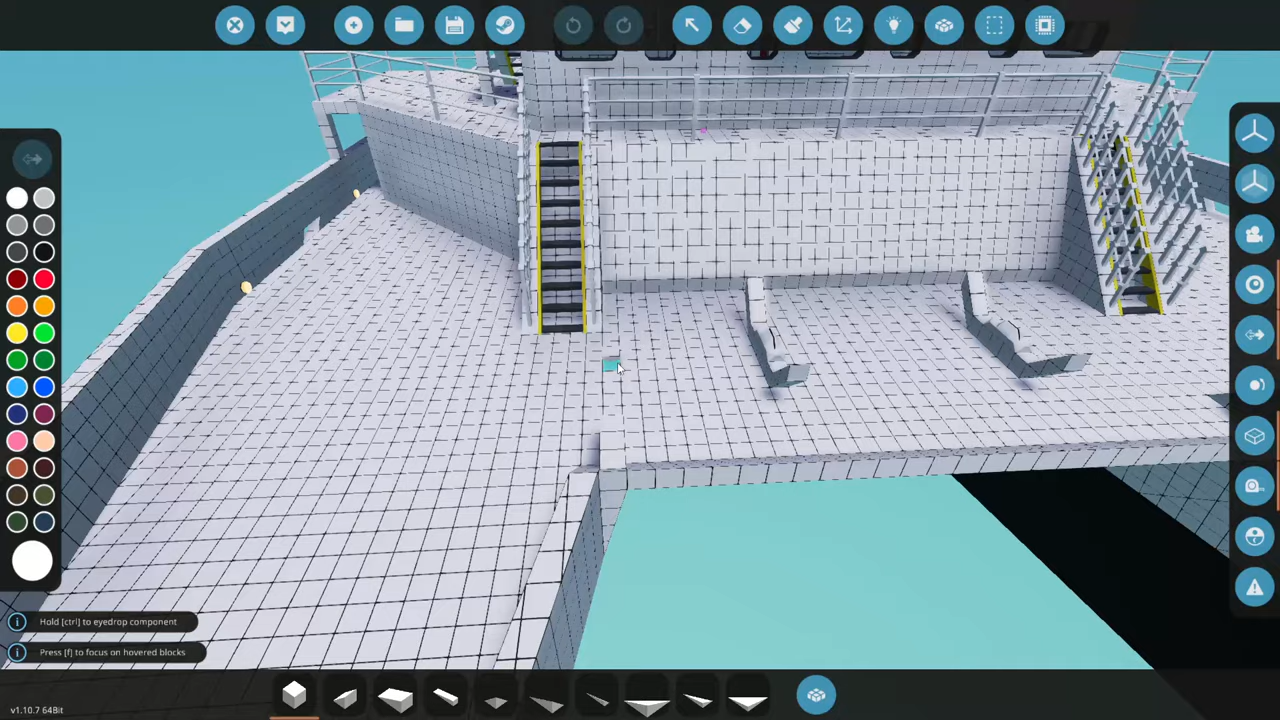 Hold [ctrl] to eyedrop component
Press [f] to focus on hovered blocks
v1.10.7 64Bit